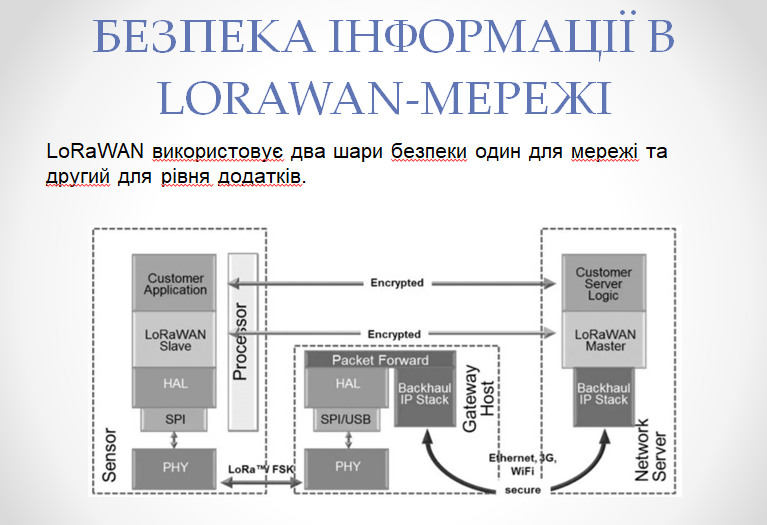 БЕЗПЕКА ІНФОРМАЦІЇ В
LORAWAN-МЕРЕЖІ
LoRaWAN використовує два шари безпеки один для мережі та
другий для рівня додатків.
Customer
Application
LoRaWAN
Slave
HAL
SPI
PHY
Processor
Sensor
Encrypted
Encrypted
LoRa™/ FSK
Packet Forward
HAL
SPI/USB
PHY
Backhaul
IP Stack
Gateway
Host
Ethernet, 3G,
WiFi
secure
Customer
Server
Logic
LoRaWAN
Master
Backhaul
IP Stack
Network
Server